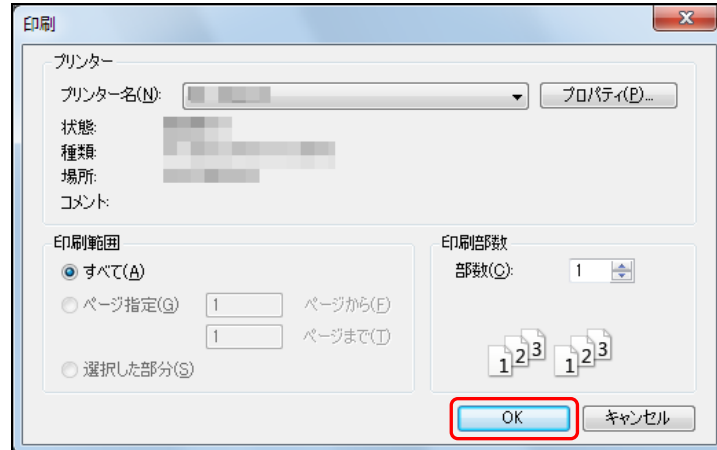 印刷
プリンター
プリンター名(N): プロパティ(P)...
状態:
種類:
場所:
コメント:
印刷範囲
すべて(A)
ページ指定(G) 1 ページから(F)
1 ページまで(T)
選択した部分(S)
印刷部数
部数(C): 1
1 2 3 1 2 3
OK キャンセル